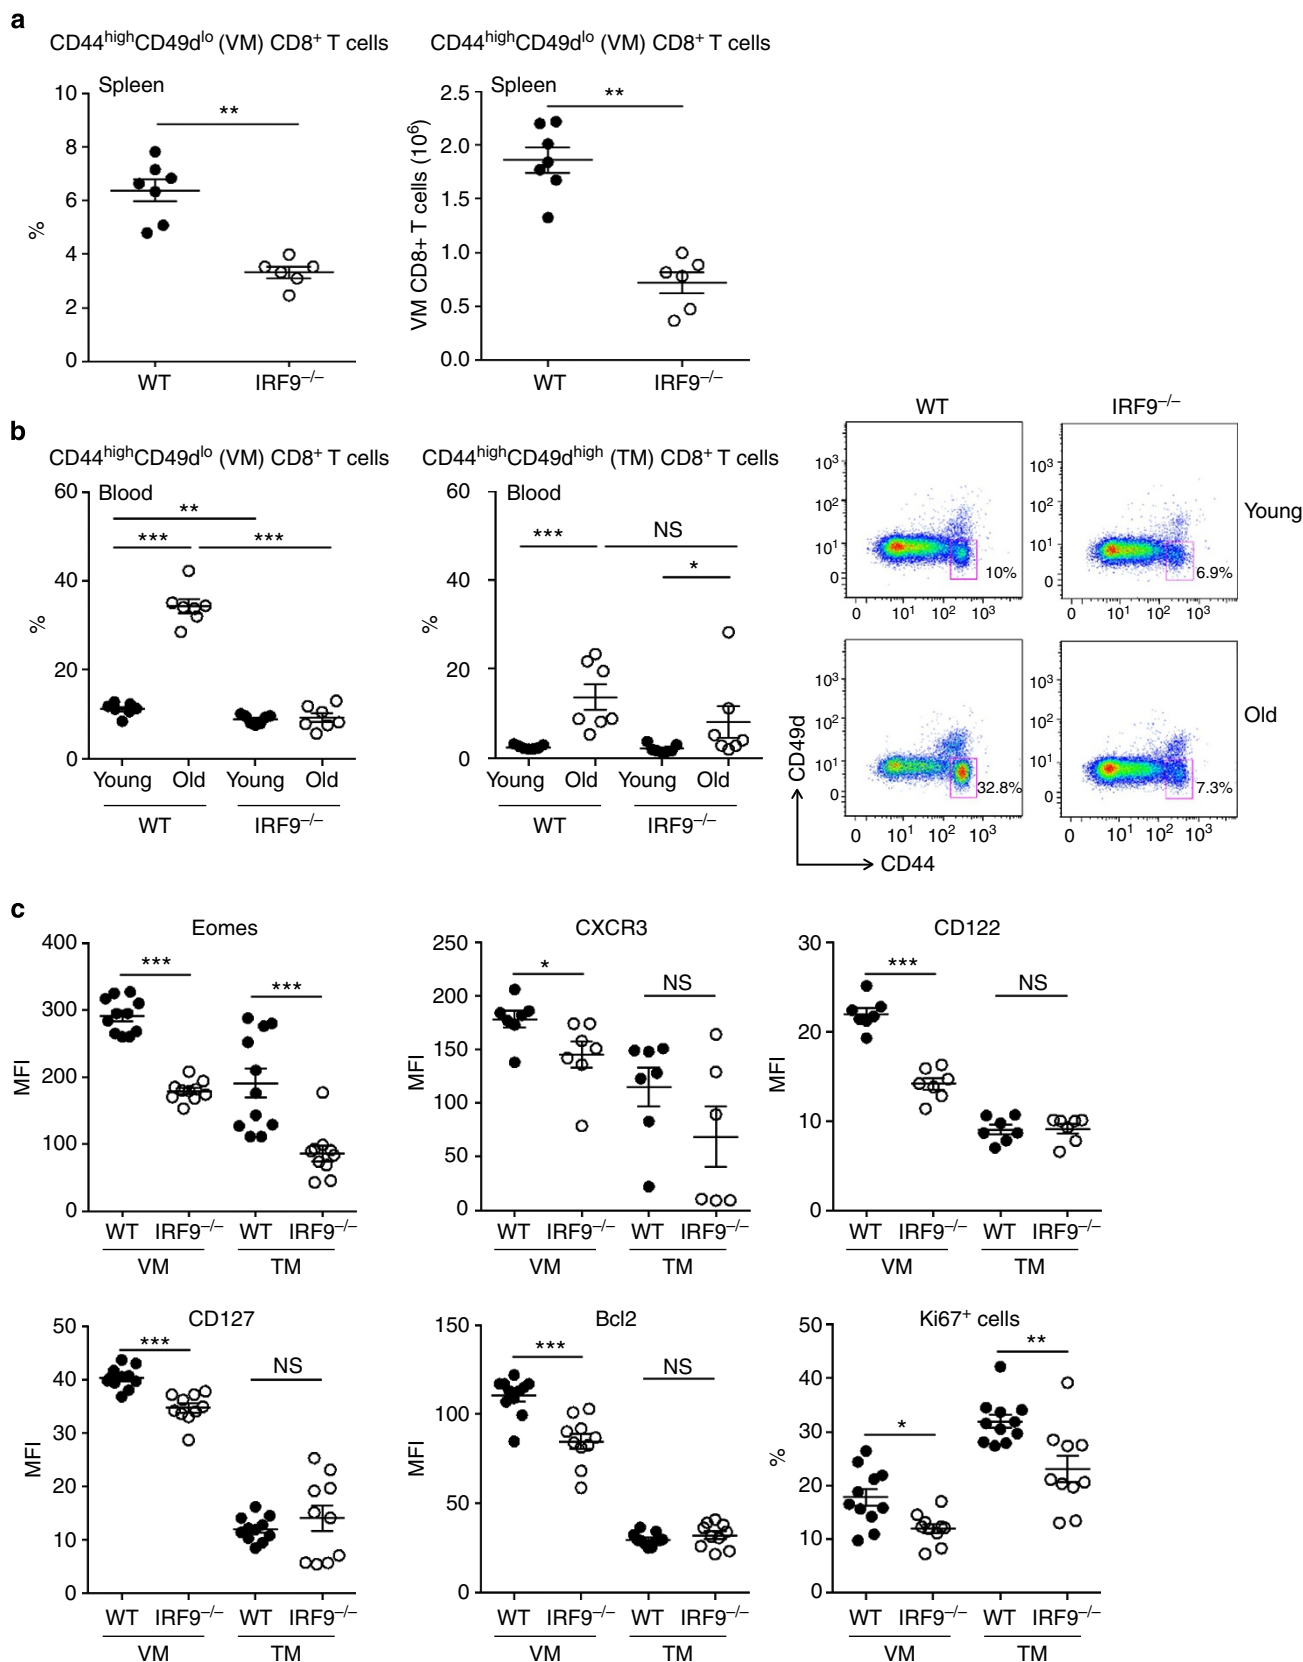 a
CD44highCD49dlo (VM) CD8+ T cells
Spleen
10
8
6
4
2
0
%
**
WT
IRF9–/–
CD44highCD49dlo (VM) CD8+ T cells
Spleen
2.5
2.0
1.5
1.0
0.5
0.0
VM CD8+ T cells (106)
**
WT
IRF9–/–
b
CD44highCD49dlo (VM) CD8+ T cells
Blood
60
40
20
0
%
**
***
***
Young Old Young Old
WT IRF9–/–
CD44highCD49dhigh (TM) CD8+ T cells
Blood
60
40
20
0
%
***
NS
*
Young Old Young Old
WT IRF9–/–
WT
IRF9–/–
103
102
101
0
10%
0 101 102 103
103
102
101
0
6.9%
0 101 102 103
Young
103
102
101
0
32.8%
0 101 102 103
103
102
101
0
7.3%
0 101 102 103
Old
CD49d
CD44
c
Eomes
400
300
200
100
0
MFI
***
***
WT IRF9–/– WT IRF9–/–
VM TM
CXCR3
250
200
150
100
50
0
MFI
*
NS
WT IRF9–/– WT IRF9–/–
VM TM
CD122
30
20
10
0
MFI
***
NS
WT IRF9–/– WT IRF9–/–
VM TM
CD127
50
40
30
20
10
0
MFI
***
NS
WT IRF9–/– WT IRF9–/–
VM TM
Bcl2
150
100
50
0
MFI
***
NS
WT IRF9–/– WT IRF9–/–
VM TM
Ki67+ cells
50
40
30
20
10
0
%
*
**
WT IRF9–/– WT IRF9–/–
VM TM